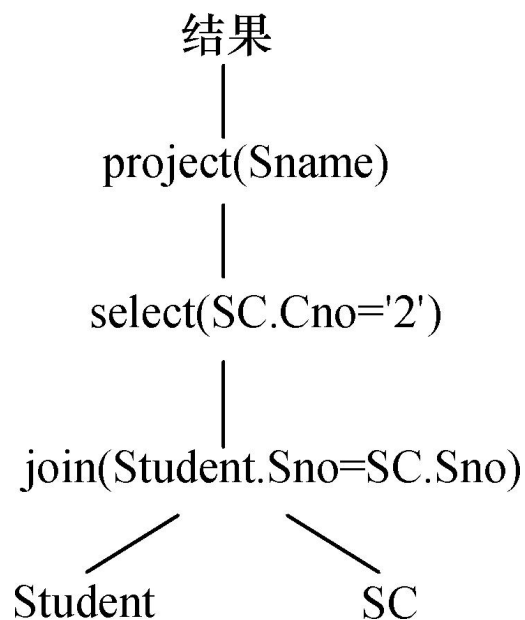 结果
project(Sname)
select(SC.Cno='2')
join(Student.Sno=SC.Sno)
Student
SC